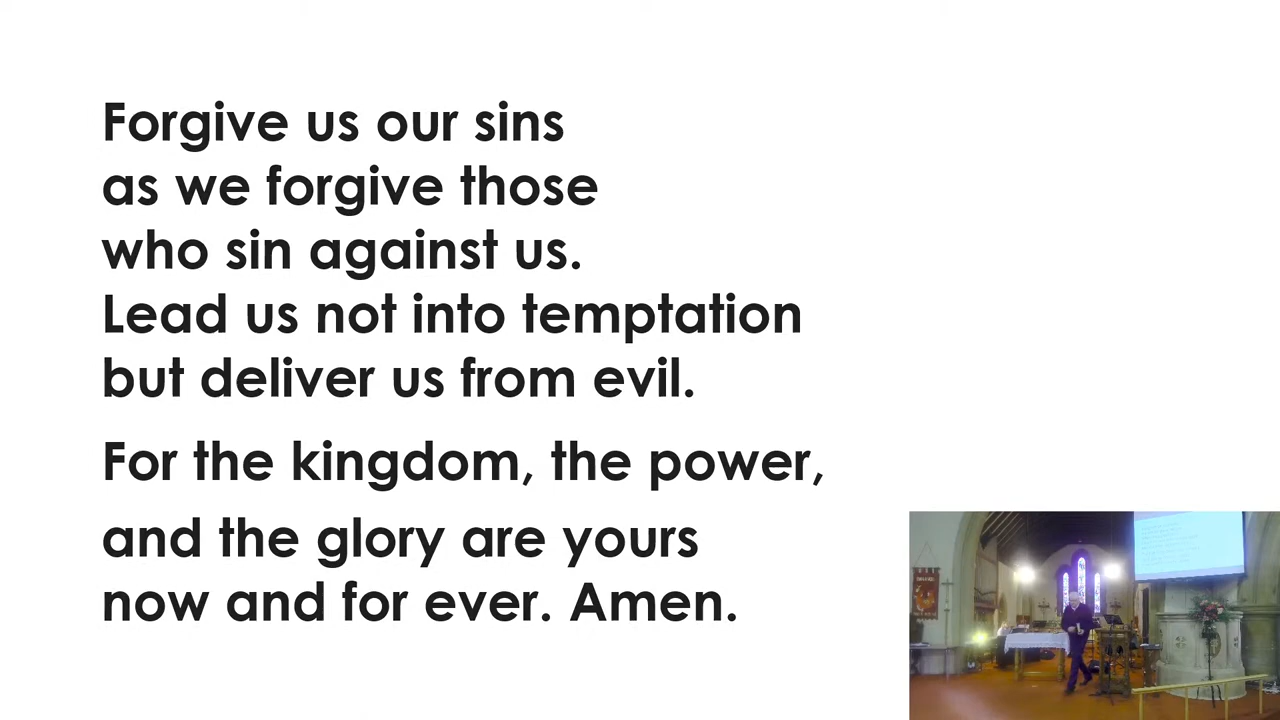 Forgive us our sins
as we forgive those
who sin against us.
Lead us not into temptation
but deliver us from evil.
For the kingdom, the power,
and the glory are yours
now and for ever. Amen.